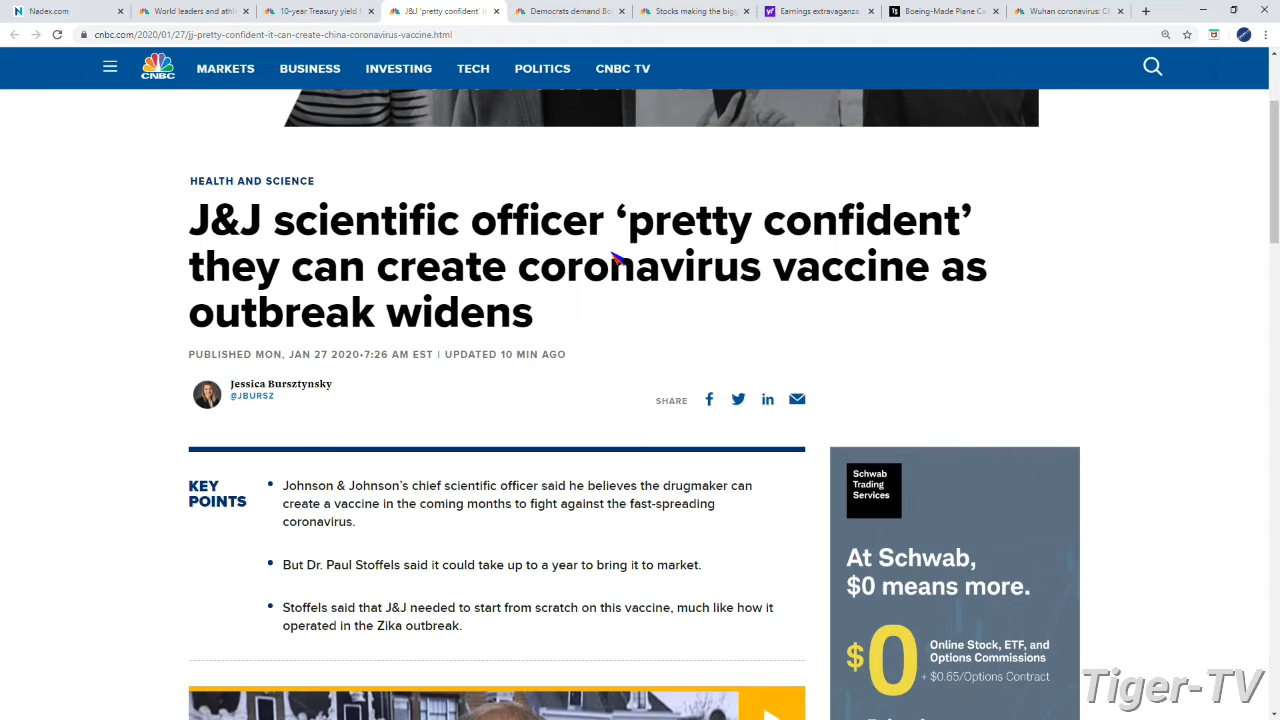 Nadex.com
World leaders and athl
10-year Treasury yield f
J&J 'pretty confident' i
Democrats demand Bol
Stocks making the bigg
Earnings extravaganza
Boeing-Made Plane Ca
Wuhan coronavirus: Ch
cnbc.com/2020/01/27/jj-pretty-confident-it-can-create-china-coronavirus-vaccine.html
CNBC
MARKETS BUSINESS INVESTING TECH POLITICS CNBC TV
HEALTH AND SCIENCE
J&J scientific officer ‘pretty confident’
they can create coronavirus vaccine as
outbreak widens
PUBLISHED MON, JAN 27 2020•7:26 AM EST | UPDATED 10 MIN AGO
Jessica Bursztynsky
@JBURSZ
SHARE
KEY
POINTS
Johnson & Johnson’s chief scientific officer said he believes the drugmaker can
create a vaccine in the coming months to fight against the fast-spreading
coronavirus.
But Dr. Paul Stoffels said it could take up to a year to bring it to market.
Stoffels said that J&J needed to start from scratch on this vaccine, much like how it
operated in the Zika outbreak.
Schwab
Trading
Services
At Schwab,
$0 means more.
$0
Online Stock, ETF, and
Options Commissions
+ $0.65/Options Contract
Tiger-TV